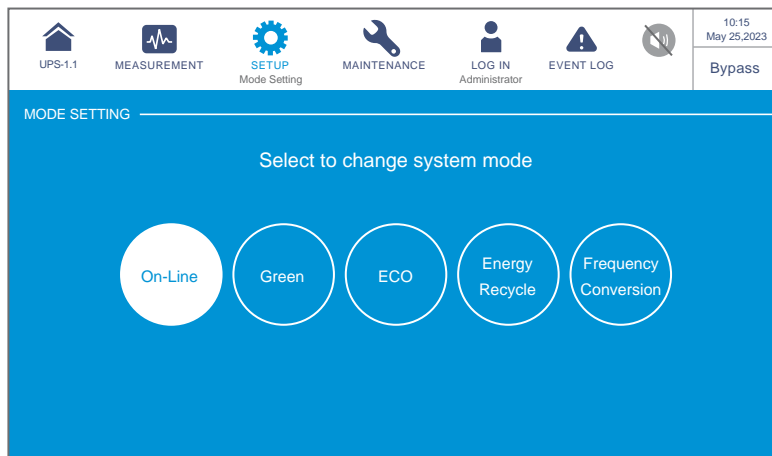 UPS-1.1
MEASUREMENT
SETUP
Mode Setting
MAINTENANCE
LOG IN
Administrator
EVENT LOG
10:15
May 25,2023
Bypass
MODE SETTING
Select to change system mode
On-Line
Green
ECO
Energy
Recycle
Frequency
Conversion